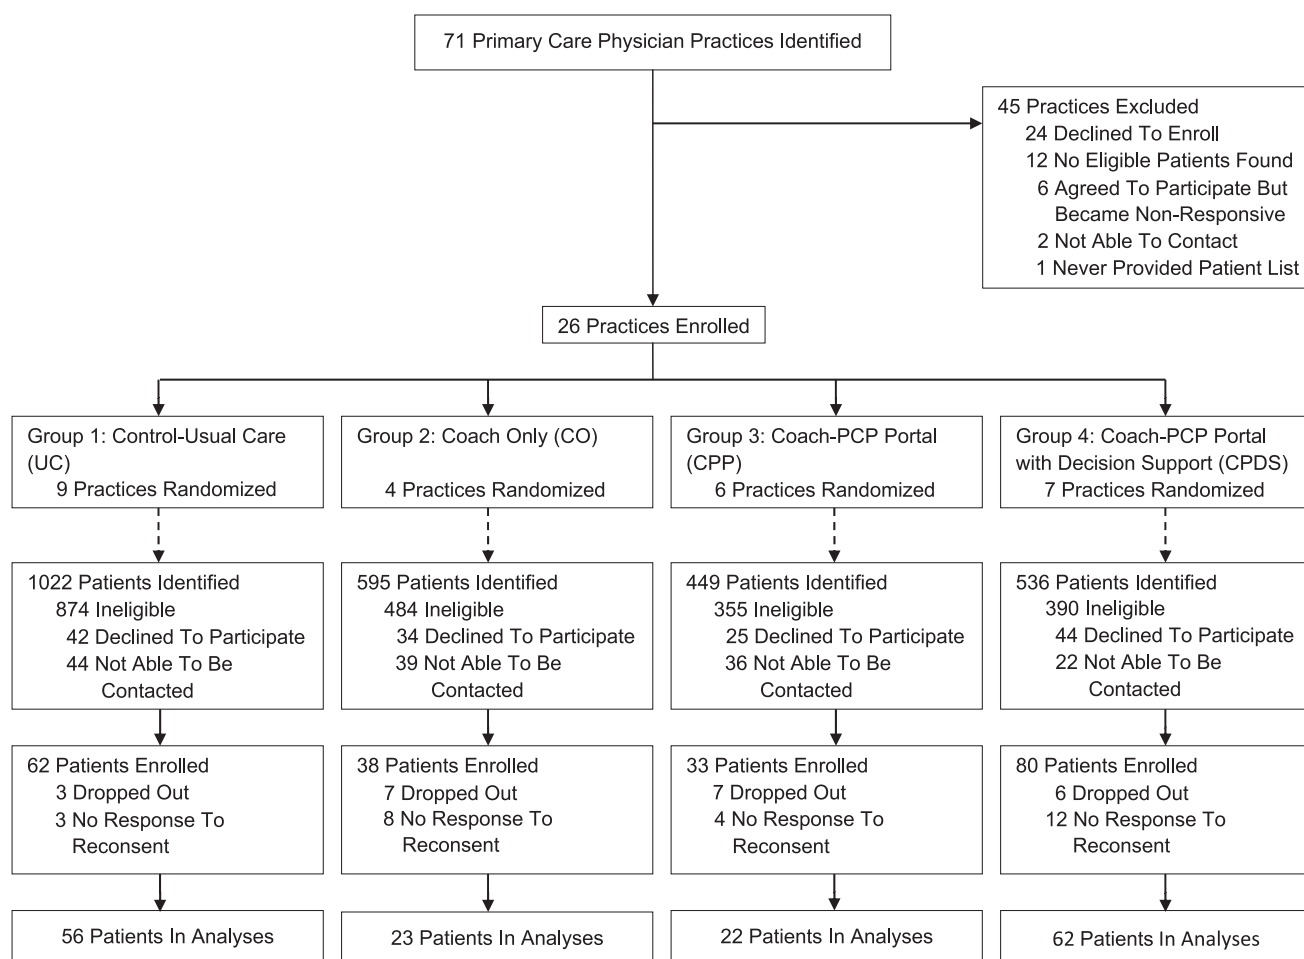 71 Primary Care Physician Practices Identified
45 Practices Excluded
24 Declined To Enroll
12 No Eligible Patients Found
6 Agreed To Participate But
Became Non-Responsive
2 Not Able To Contact
1 Never Provided Patient List
26 Practices Enrolled
Group 1: Control-Usual Care
(UC)
9 Practices Randomized
Group 2: Coach Only (CO)
4 Practices Randomized
Group 3: Coach-PCP Portal
(CPP)
6 Practices Randomized
Group 4: Coach-PCP Portal
with Decision Support (CPDS)
7 Practices Randomized
1022 Patients Identified
874 Ineligible
42 Declined To Participate
44 Not Able To Be
Contacted
595 Patients Identified
484 Ineligible
34 Declined To Participate
39 Not Able To Be
Contacted
449 Patients Identified
355 Ineligible
25 Declined To Participate
36 Not Able To Be
Contacted
536 Patients Identified
390 Ineligible
44 Declined To Participate
22 Not Able To Be
Contacted
62 Patients Enrolled
3 Dropped Out
3 No Response To
Reconsent
38 Patients Enrolled
7 Dropped Out
8 No Response To
Reconsent
33 Patients Enrolled
7 Dropped Out
4 No Response To
Reconsent
80 Patients Enrolled
6 Dropped Out
12 No Response To
Reconsent
56 Patients In Analyses
23 Patients In Analyses
22 Patients In Analyses
62 Patients In Analyses